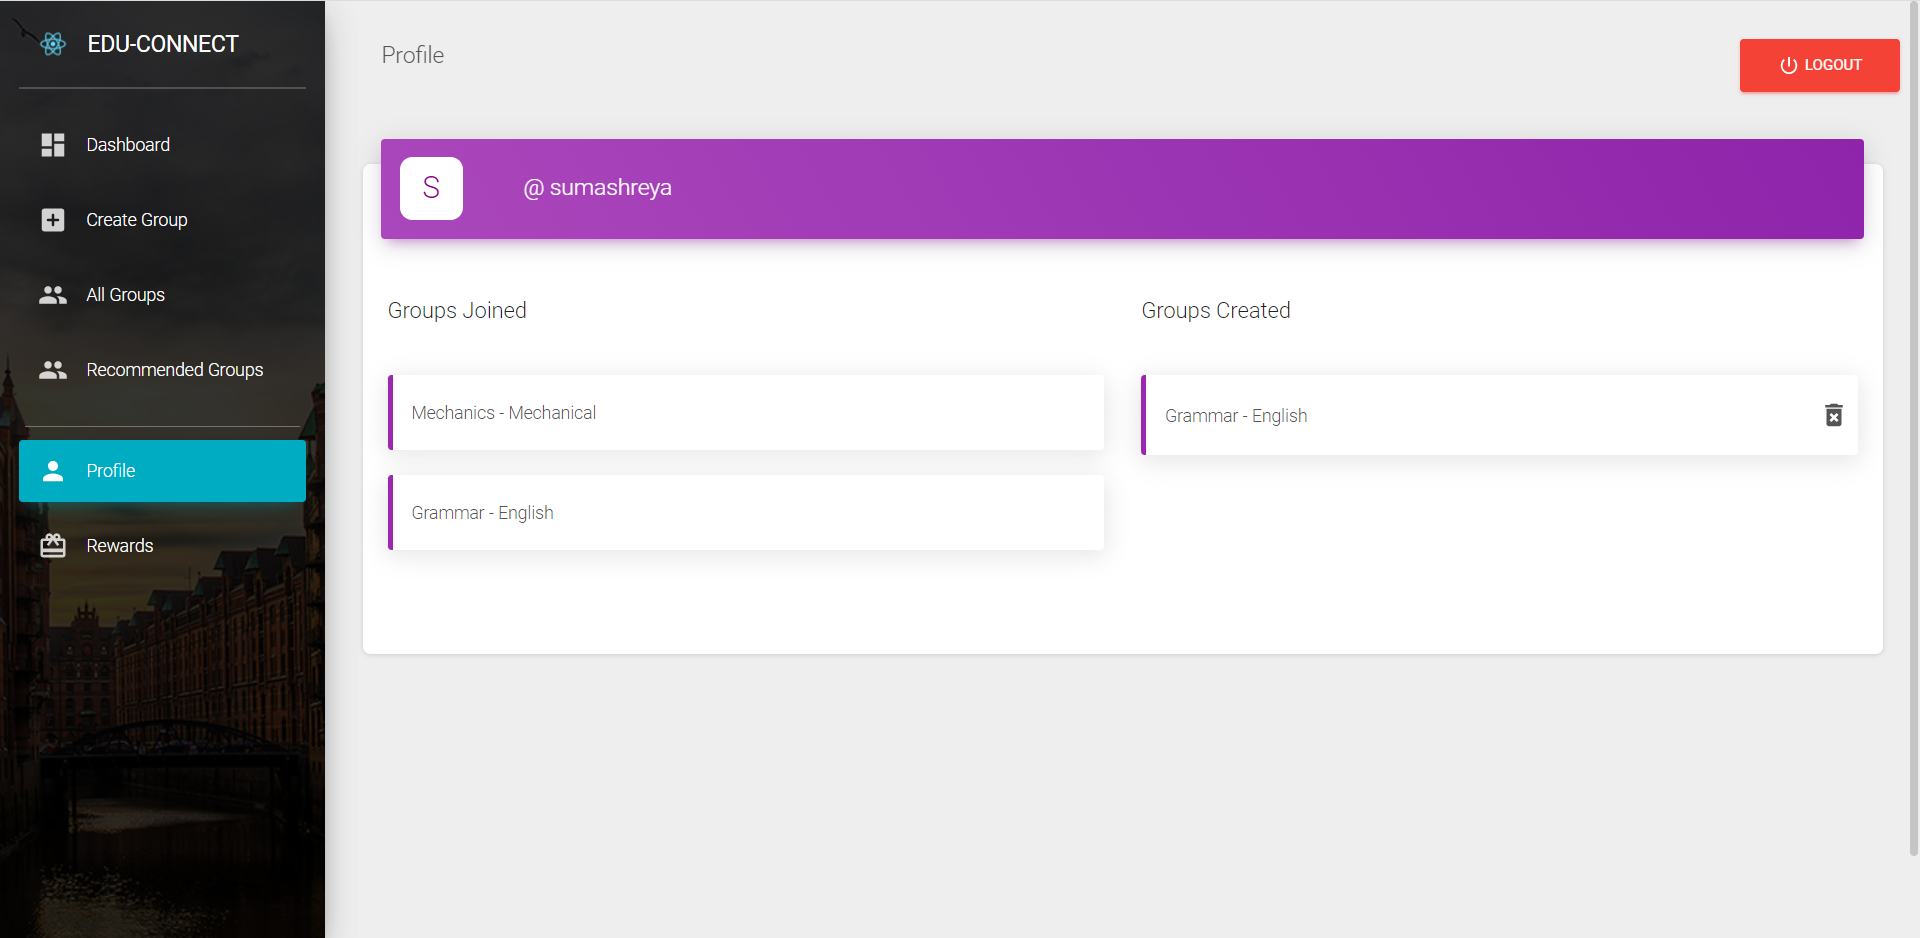 EDU-CONNECT
Dashboard
Create Group
All Groups
Recommended Groups
Profile
Rewards
Profile
LOGOUT
S
@ sumashreya
Groups Joined
Mechanics - Mechanical
Grammar - English
Groups Created
Grammar - English